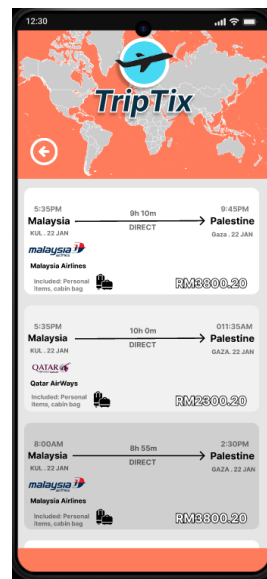 12:30
TripTix
5:35PM 9h 10m 9:45PM
Malaysia DIRECT Palestine
KUL . 22 JAN Gaza . 22 JAN
malaysia
airlines
Malaysia Airlines
Included: Personal
Items, cabin bag RM3800.20
5:35PM 10h 0m 011:35AM
Malaysia DIRECT Palestine
KUL . 22 JAN GAZA. 22 JAN
QATAR
Qatar AirWays
Included: Personal
Items, cabin bag RM2300.20
8:00AM 8h 55m 2:30PM
Malaysia DIRECT Palestine
KUL . 22 JAN GAZA . 22 JAN
malaysia
airlines
Malaysia Airlines
Included: Personal
Items, cabin bag RM3800.20